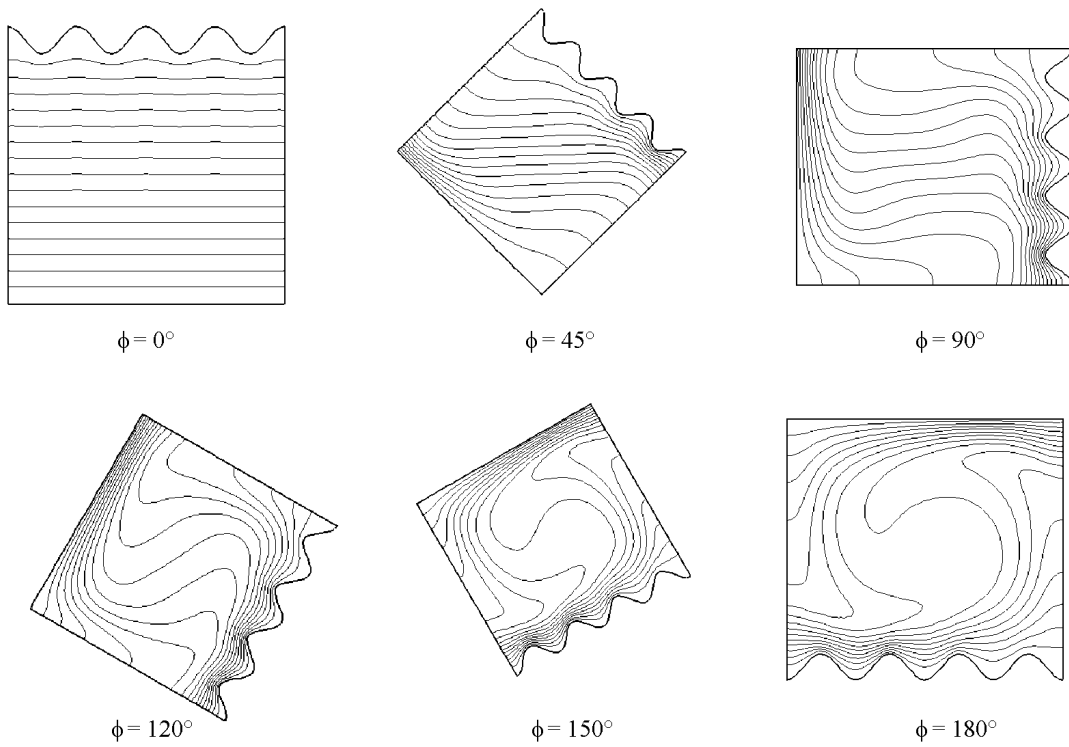 ϕ = 0°
ϕ = 45°
ϕ = 90°
ϕ = 120°
ϕ = 150°
ϕ = 180°